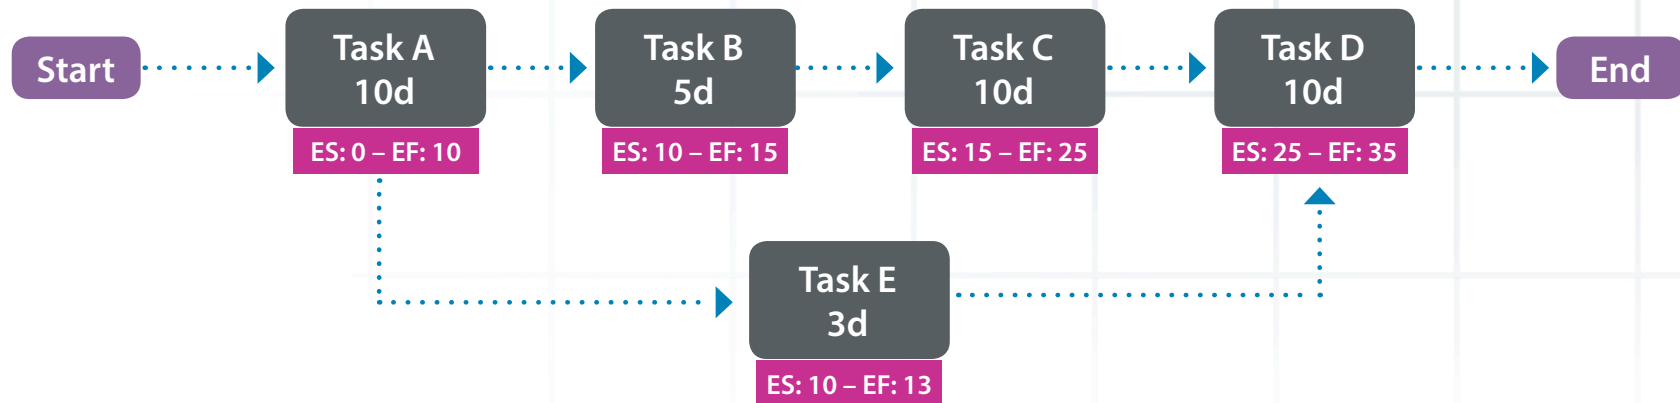 Start
Task A
10d
ES: 0 – EF: 10
Task B
5d
ES: 10 – EF: 15
Task C
10d
ES: 15 – EF: 25
Task D
10d
ES: 25 – EF: 35
End
Task E
3d
ES: 10 – EF: 13